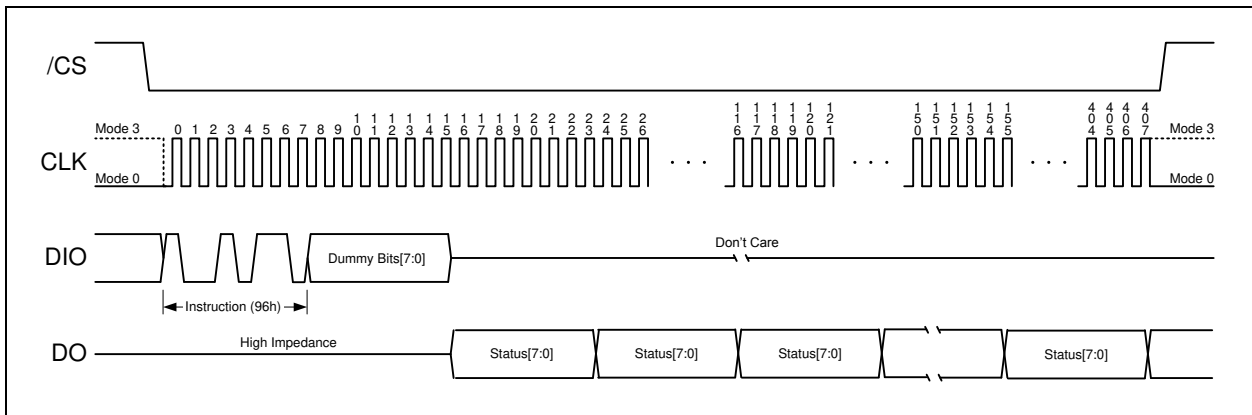 /CS
Mode 3
0 1 2 3 4 5 6 7 8 9 10 11 12 13 14 15 16 17 18 19 20 21 22 23 24 25 26 116 117 118 119 120 121 150 151 152 153 154 155 404 405 406 407
Mode 3
CLK
. . .
. . .
. . .
Mode 0
Mode 0
DIO
Dummy Bits[7:0]
Don't Care
Instruction (96h)
DO
High Impedance
Status[7:0]
Status[7:0]
Status[7:0]
Status[7:0]